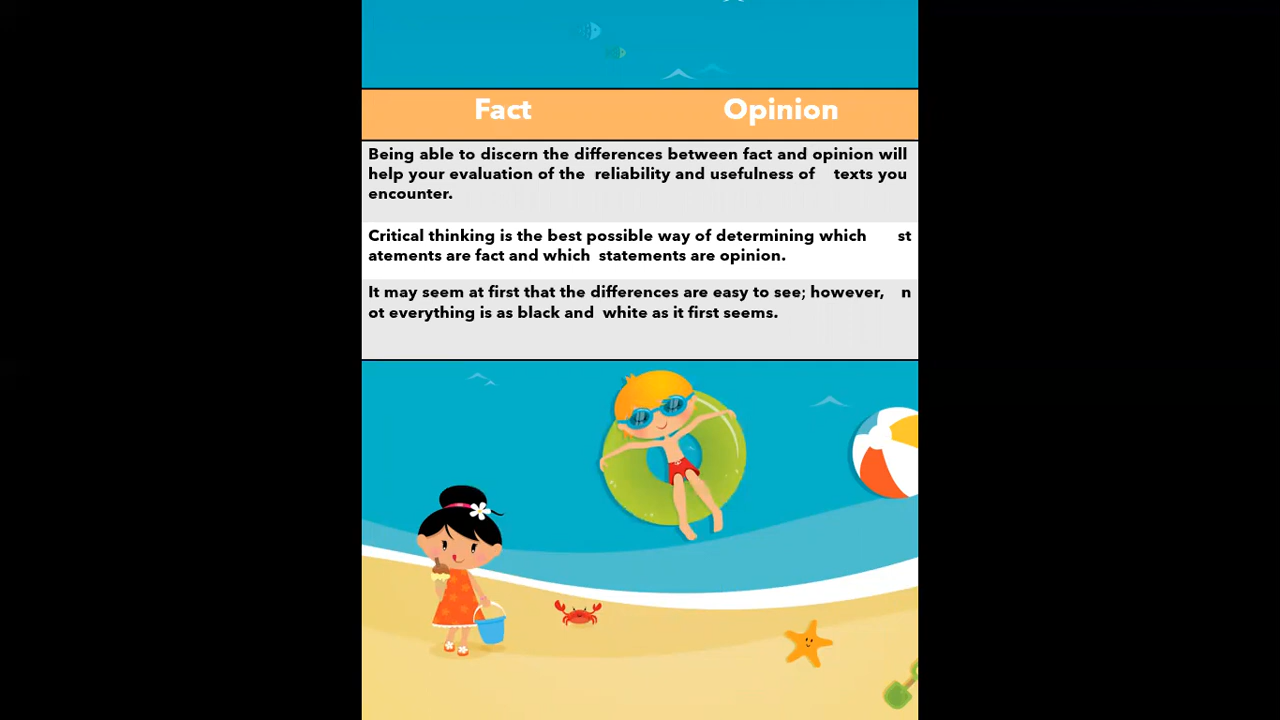 Fact Opinion
Being able to discern the differences between fact and opinion will
help your evaluation of the reliability and usefulness of texts you
encounter.
Critical thinking is the best possible way of determining which st
atements are fact and which statements are opinion.
It may seem at first that the differences are easy to see; however, n
ot everything is as black and white as it first seems.